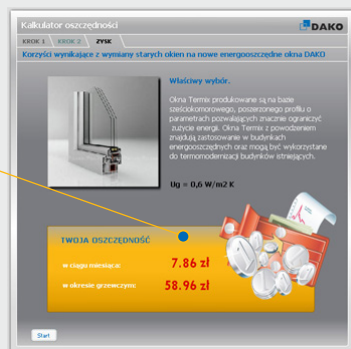 Kalkulator oszczędności
DAKO
KROK 1 KROK 2 ZYSK
Korzyści wynikające z wymiany starych okien na nowe energooszczędne okna DAKO
Właściwy wybór.
Okna Termix produkowane są na bazie
sześciokomorowego, poszerzonego profilu o
parametrach pozwalających znacznie ograniczyć
zużycie energii. Okna Termix z powodzeniem
znajdują zastosowanie w budynkach
energooszczędnych oraz mogą być wykorzystane
do termomodernizacji budynków istniejących.
Ug = 0,6 W/m2 K
TWOJA OSZCZĘDNOŚĆ
w ciągu miesiąca: 7.86 zł
w okresie grzewczym: 58.96 zł
Start